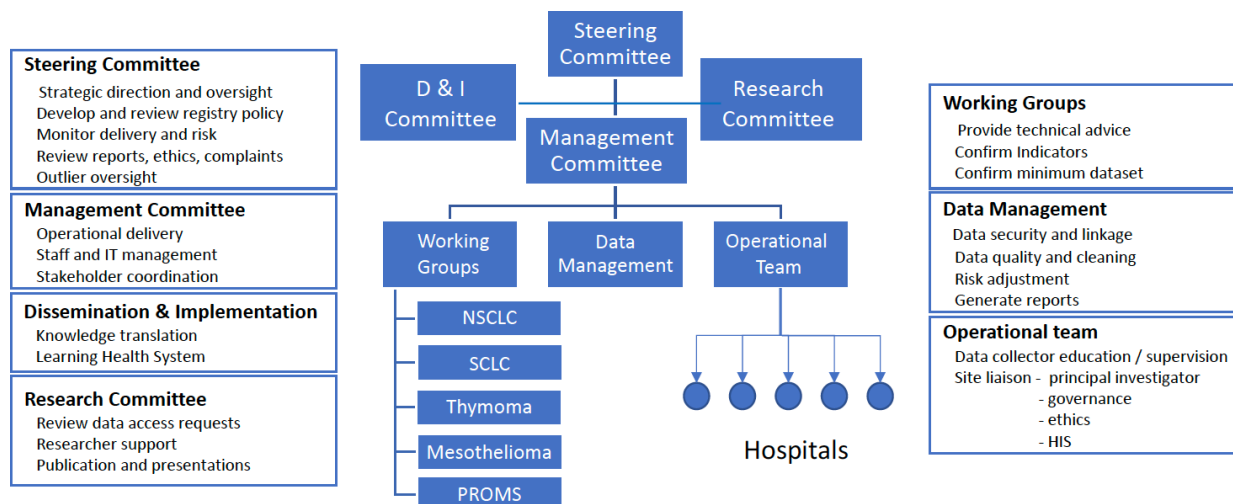 Steering Committee
Strategic direction and oversight
Develop and review registry policy
Monitor delivery and risk
Review reports, ethics, complaints
Outlier oversight
Management Committee
Operational delivery
Staff and IT management
Stakeholder coordination
Dissemination & Implementation
Knowledge translation
Learning Health System
Research Committee
Review data access requests
Researcher support
Publication and presentations
Steering
Committee
D & I
Committee
Research
Committee
Management
Committee
Working
Groups
Data
Management
Operational
Team
NSCLC
SCLC
Thymoma
Mesothelioma
PROMS
Hospitals
Working Groups
Provide technical advice
Confirm Indicators
Confirm minimum dataset
Data Management
Data security and linkage
Data quality and cleaning
Risk adjustment
Generate reports
Operational team
Data collector education / supervision
Site liaison - principal investigator
- governance
- ethics
- HIS